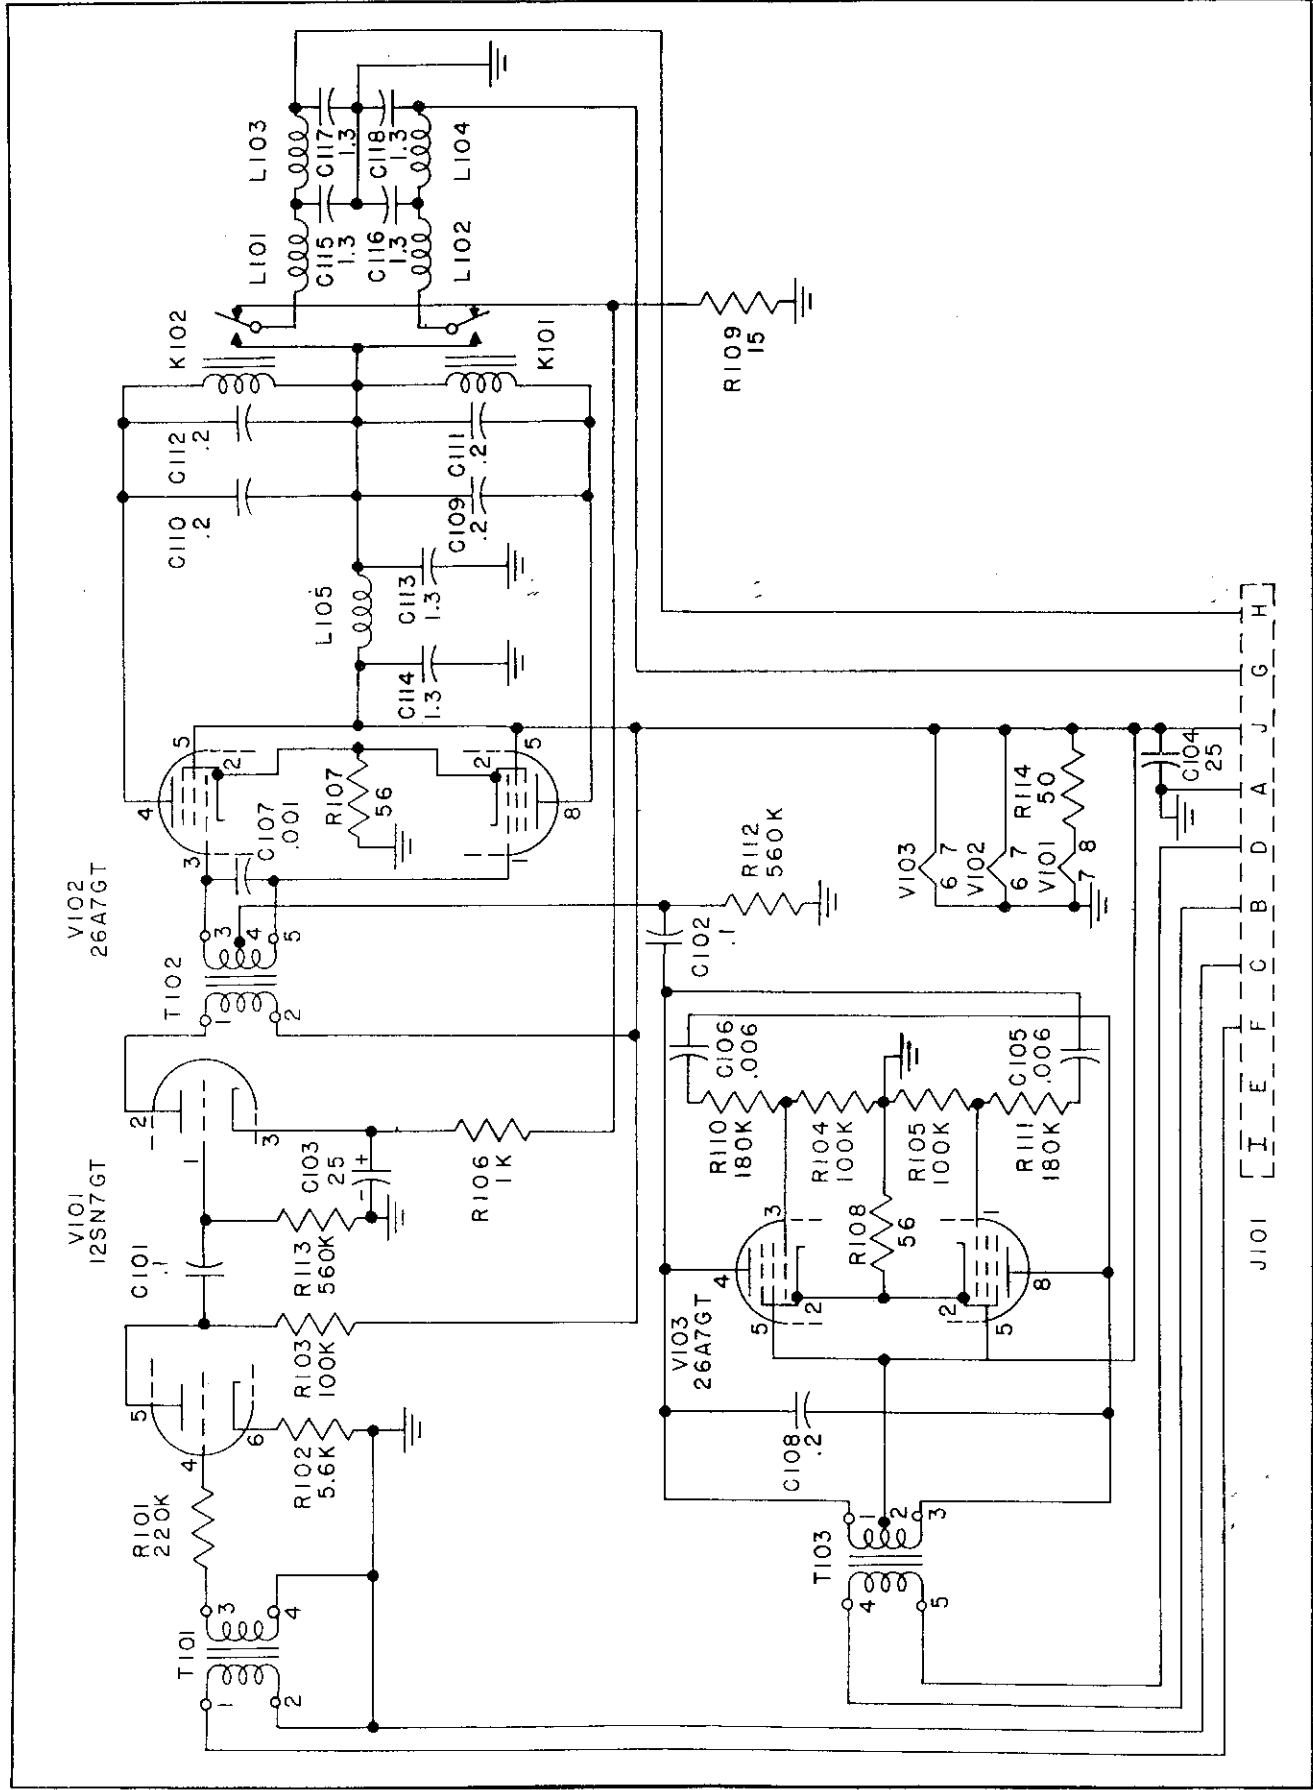 T101
1
2
3
4
R101
220K
4
5
6
R102
5.6K
R103
100K
C101
.1
V101
12SN7GT
R113
560K
1
2
3
C103
25
-
+
R106
1K
T102
1
2
3
4
5
V102
26A7GT
C107
.001
3
4
5
2
R107
56
1
2
5
8
C114
1.3
L105
C113
1.3
C110
.2
C109
.2
C112
.2
C111
.2
K102
K101
L101
C115
1.3
C116
1.3
L102
L103
C117
1.3
C118
1.3
L104
R109
15
T103
4
5
1
2
3
C108
.2
V103
26A7GT
5
4
3
2
2
5
8
1
R108
56
R110
180K
R104
100K
R105
100K
R111
180K
C106
.006
C105
.006
C102
.1
R112
560K
V103
6 7
V102
6 7
V101
7 8
R114
50
C104
25
J101
I E F C B D A J G H